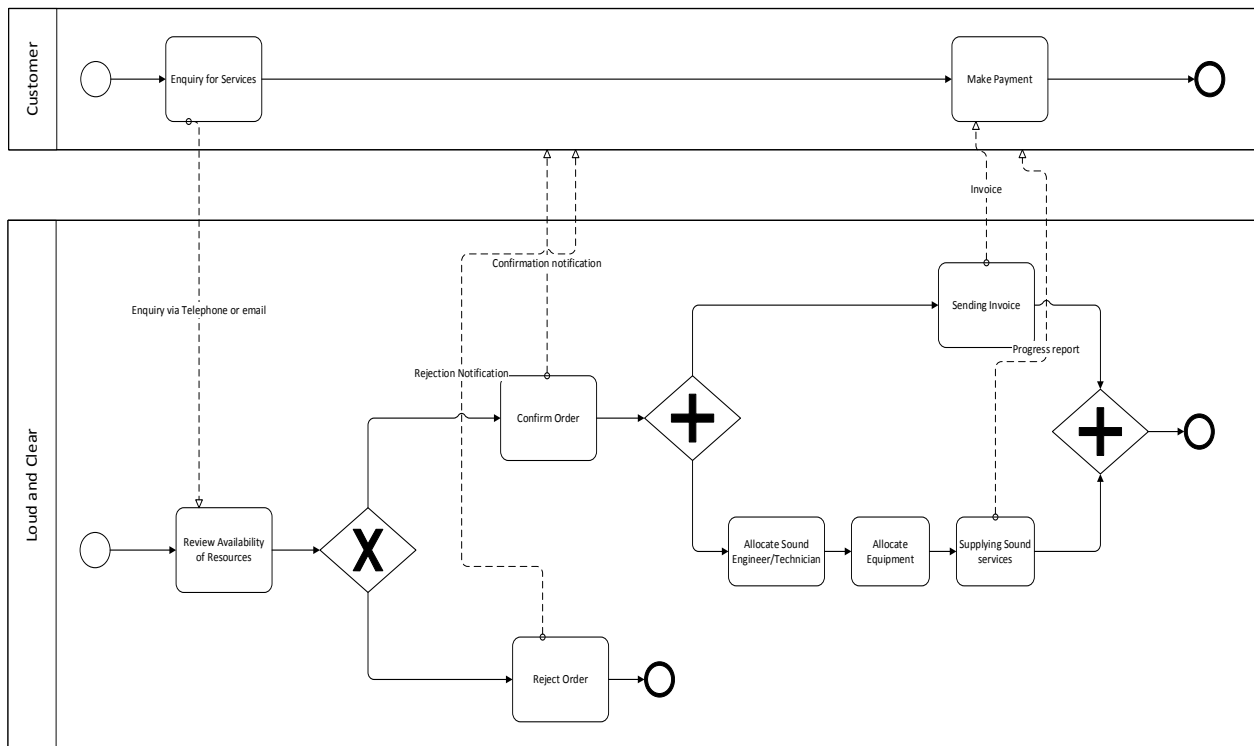 Customer
Enquiry for Services
Make Payment
Invoice
Loud and Clear
Confirmation notification
Enquiry via Telephone or email
Sending Invoice
Progress report
Rejection Notification
Confirm Order
Review Availability
of Resources
X
Allocate Sound
Engineer/Technician
Allocate
Equipment
Supplying Sound
services
Reject Order